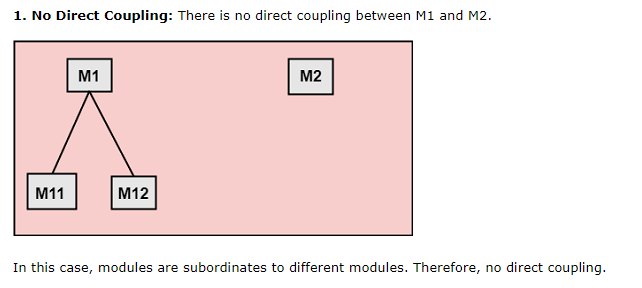 1. No Direct Coupling: There is no direct coupling between M1 and M2.
M1
M2
M11
M12
In this case, modules are subordinates to different modules. Therefore, no direct coupling.